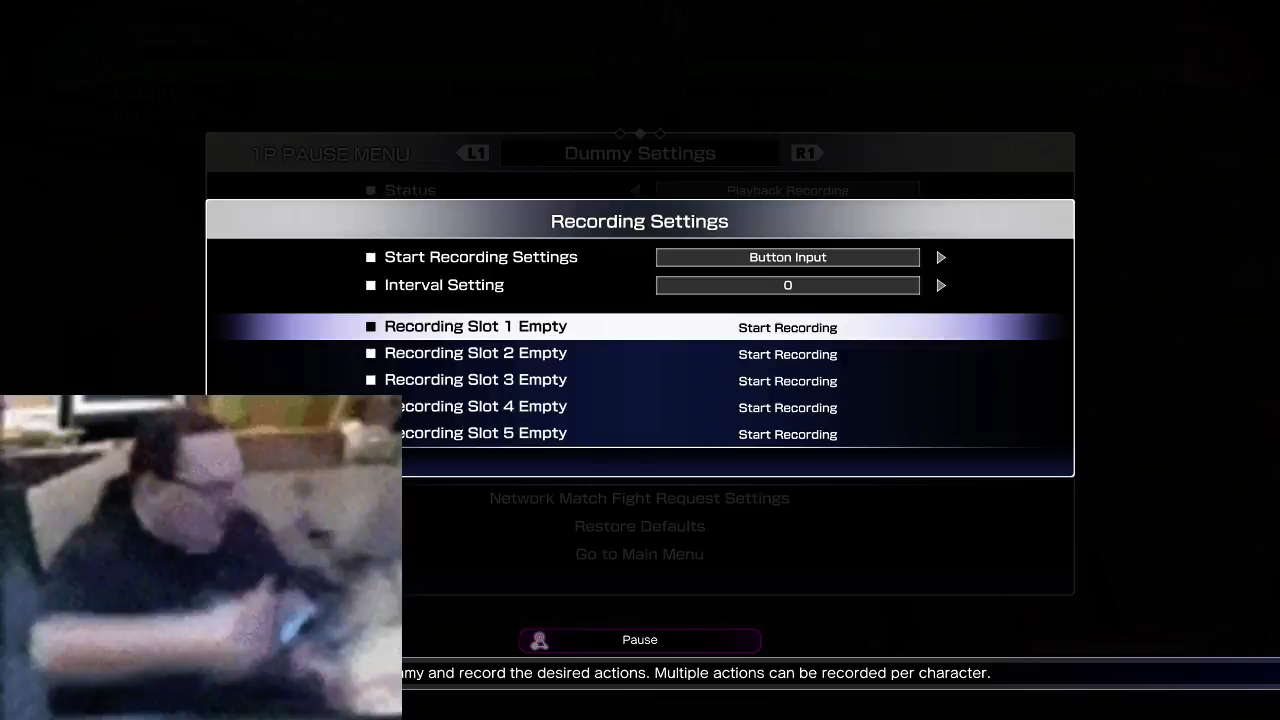 1P PAUSE MENU L1 Dummy Settings R1
Status Playback Recording
Recording Settings
Start Recording Settings Button Input
Interval Setting 0
Recording Slot 1 Empty Start Recording
Recording Slot 2 Empty Start Recording
Recording Slot 3 Empty Start Recording
ecording Slot 4 Empty Start Recording
ecording Slot 5 Empty Start Recording
Network Match Fight Request Settings
Restore Defaults
Go to Main Menu
Pause
mmy and record the desired actions. Multiple actions can be recorded per character.